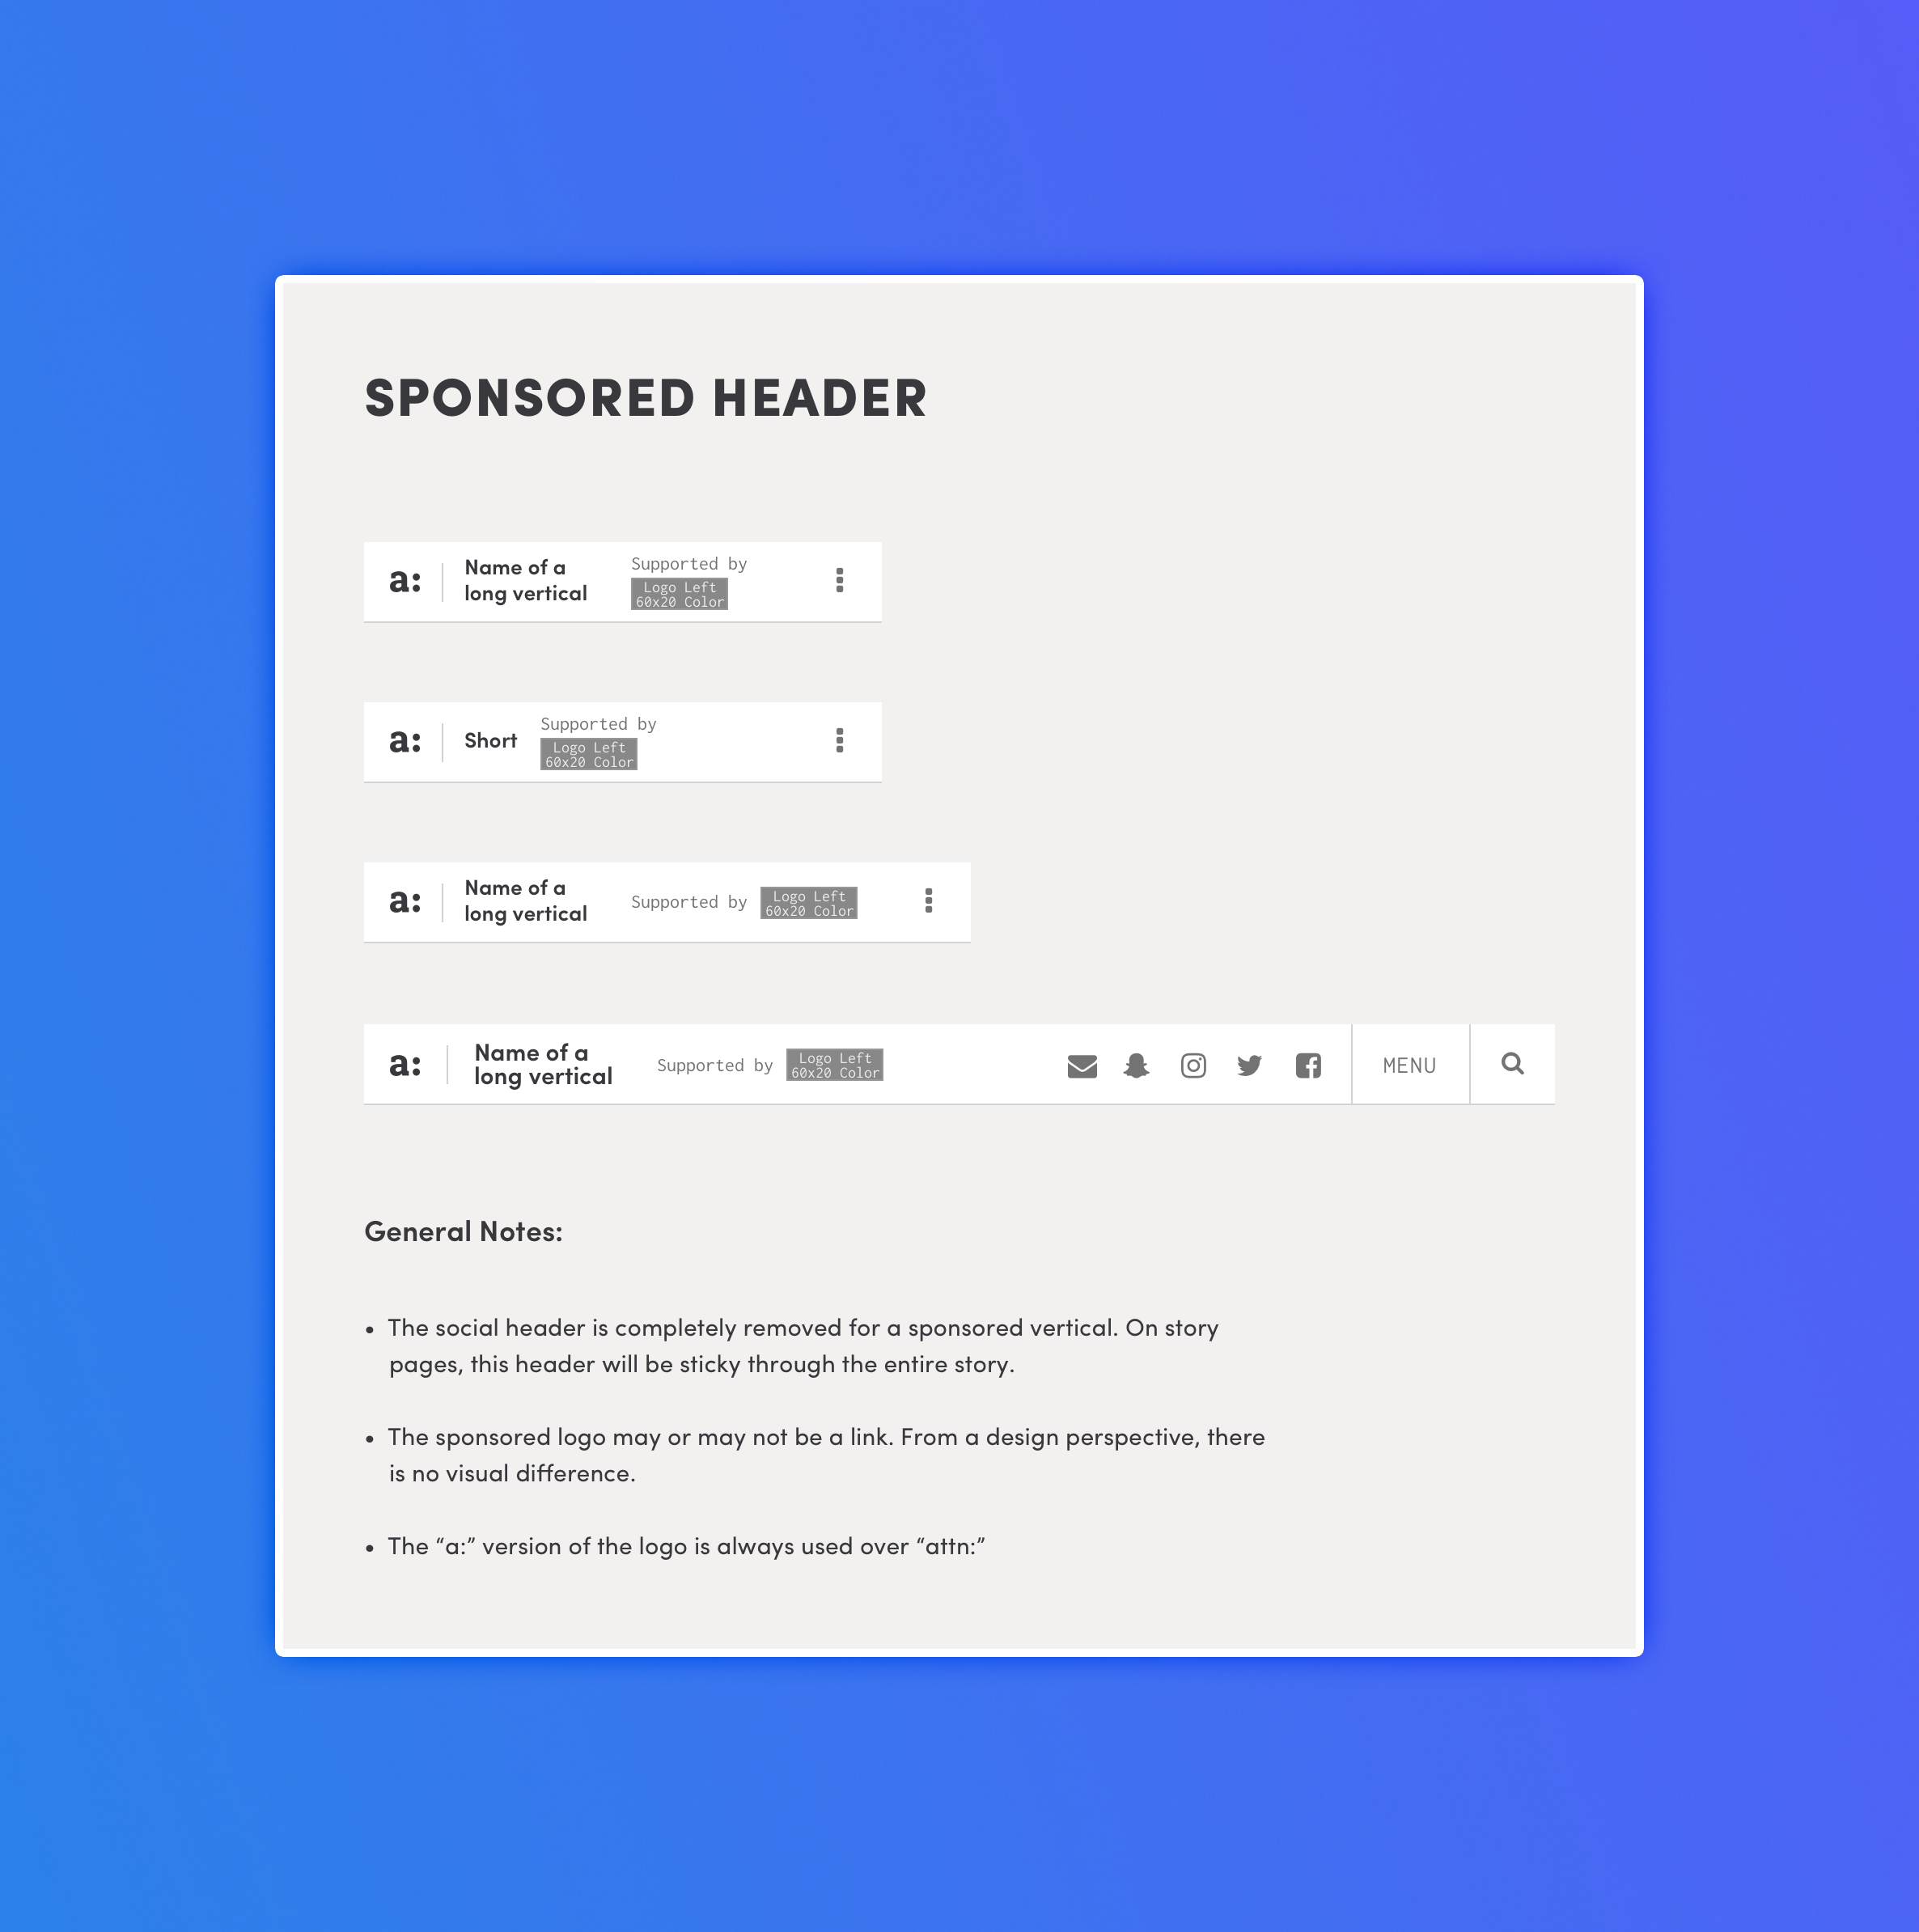 SPONSORED HEADER
a: Name of a
long vertical
Supported by
Logo Left
60x20 Color
a: Short
Supported by
Logo Left
60x20 Color
a: Name of a
long vertical
Supported by
Logo Left
60x20 Color
a: Name of a
long vertical
Supported by
Logo Left
60x20 Color
MENU
General Notes:
• The social header is completely removed for a sponsored vertical. On story
pages, this header will be sticky through the entire story.
• The sponsored logo may or may not be a link. From a design perspective, there
is no visual difference.
• The “a:” version of the logo is always used over “attn:”